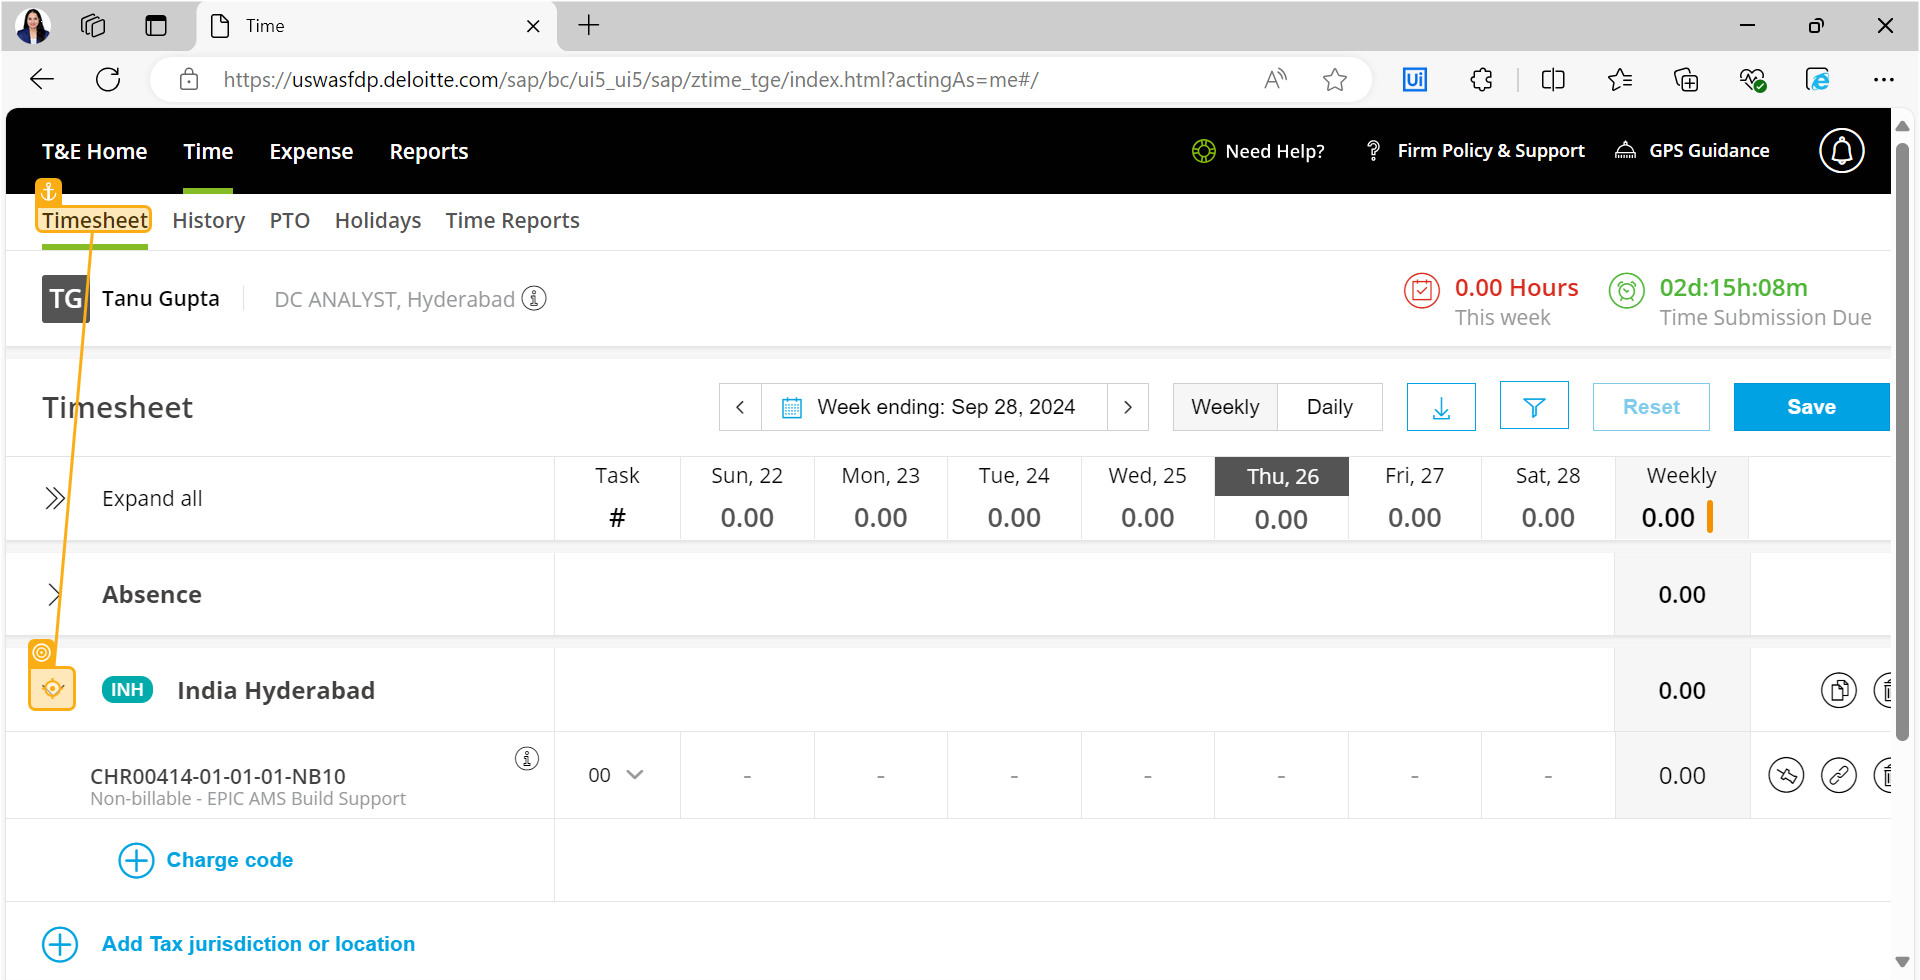 Time
https://uswasfdp.deloitte.com/sap/bc/ui5_ui5/sap/ztime_tge/index.html?actingAs=me#/
T&E Home Time Expense Reports Need Help? Firm Policy & Support GPS Guidance
Timesheet History PTO Holidays Time Reports
TG Tanu Gupta DC ANALYST, Hyderabad
0.00 Hours
This week
02d:15h:08m
Time Submission Due
Timesheet Week ending: Sep 28, 2024 Weekly Daily Reset Save
Expand all
Task Sun, 22 Mon, 23 Tue, 24 Wed, 25 Thu, 26 Fri, 27 Sat, 28 Weekly
# 0.00 0.00 0.00 0.00 0.00 0.00 0.00 0.00
Absence 0.00
INH India Hyderabad 0.00
CHR00414-01-01-01-NB10 00 - - - - - - - 0.00
Non-billable - EPIC AMS Build Support
Charge code
Add Tax jurisdiction or location